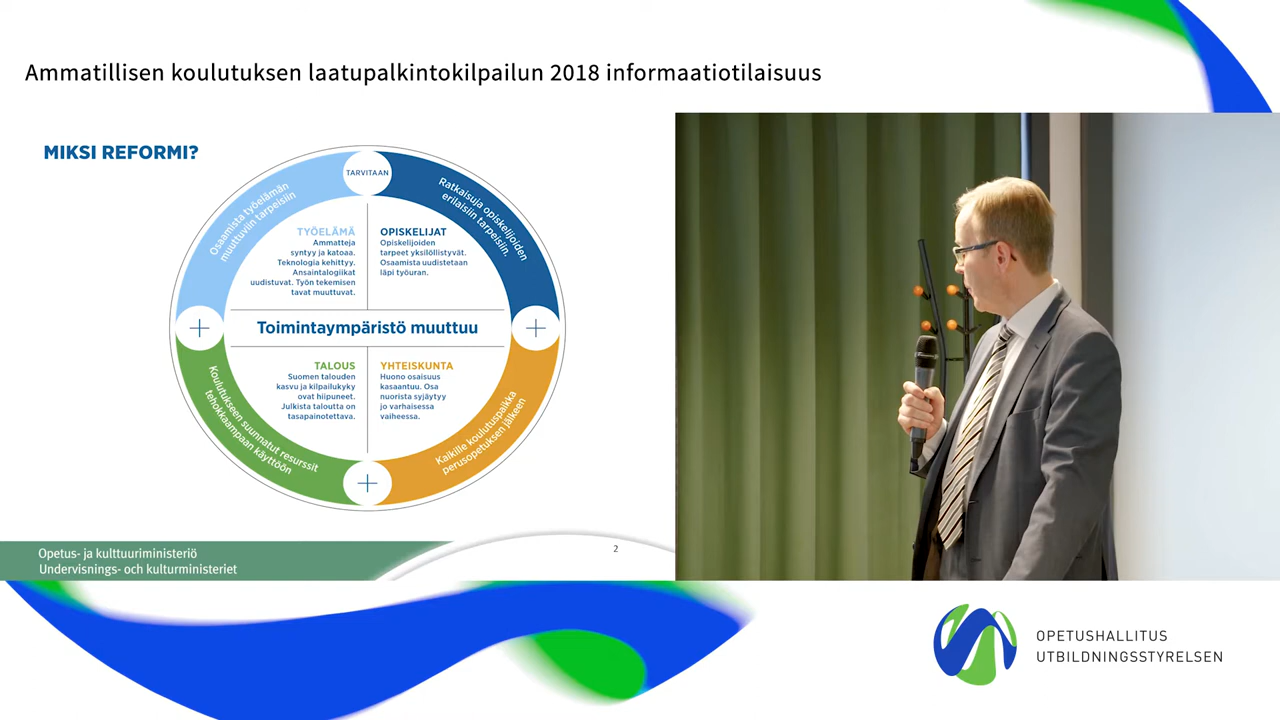 Ammatillisen koulutuksen laatupalkintokilpailun 2018 informaatiotilaisuus
MIKSI REFORMI?
TARVITAAN
Osaamista työelämän
muuttuviin tarpeisiin
Ratkaisuja opiskelijoiden
erilaisiin tarpeisiin.
TYÖELÄMÄ
Ammatteja
syntyy ja katoaa.
Teknologia kehittyy.
Ansaintalogiikat
uudistuvat. Työn tekemisen
tavat muuttuvat.
OPISKELIJAT
Opiskelijoiden
tarpeet yksilöllistyvät.
Osaamista uudistetaan
läpi työuran.
Toimintaympäristö muuttuu
TALOUS
Suomen talouden
kasvu ja kilpailukyky
ovat hiipuneet.
Julkista taloutta on
tasapainotettava.
YHTEISKUNTA
Huono osaisuus
kasaantuu. Osa
nuorista syrjäytyy
jo varhaisessa
vaiheessa.
Koulutukseen suunnatut resurssit
tehokkaampaan käyttöön
Kaikille koulutuspaikka
perusopetuksen jälkeen
Opetus- ja kulttuuriministeriö
Undervisnings- och kulturministeriet
2
OPETUSHALLITUS
UTBILDNINGSSTYRELSEN